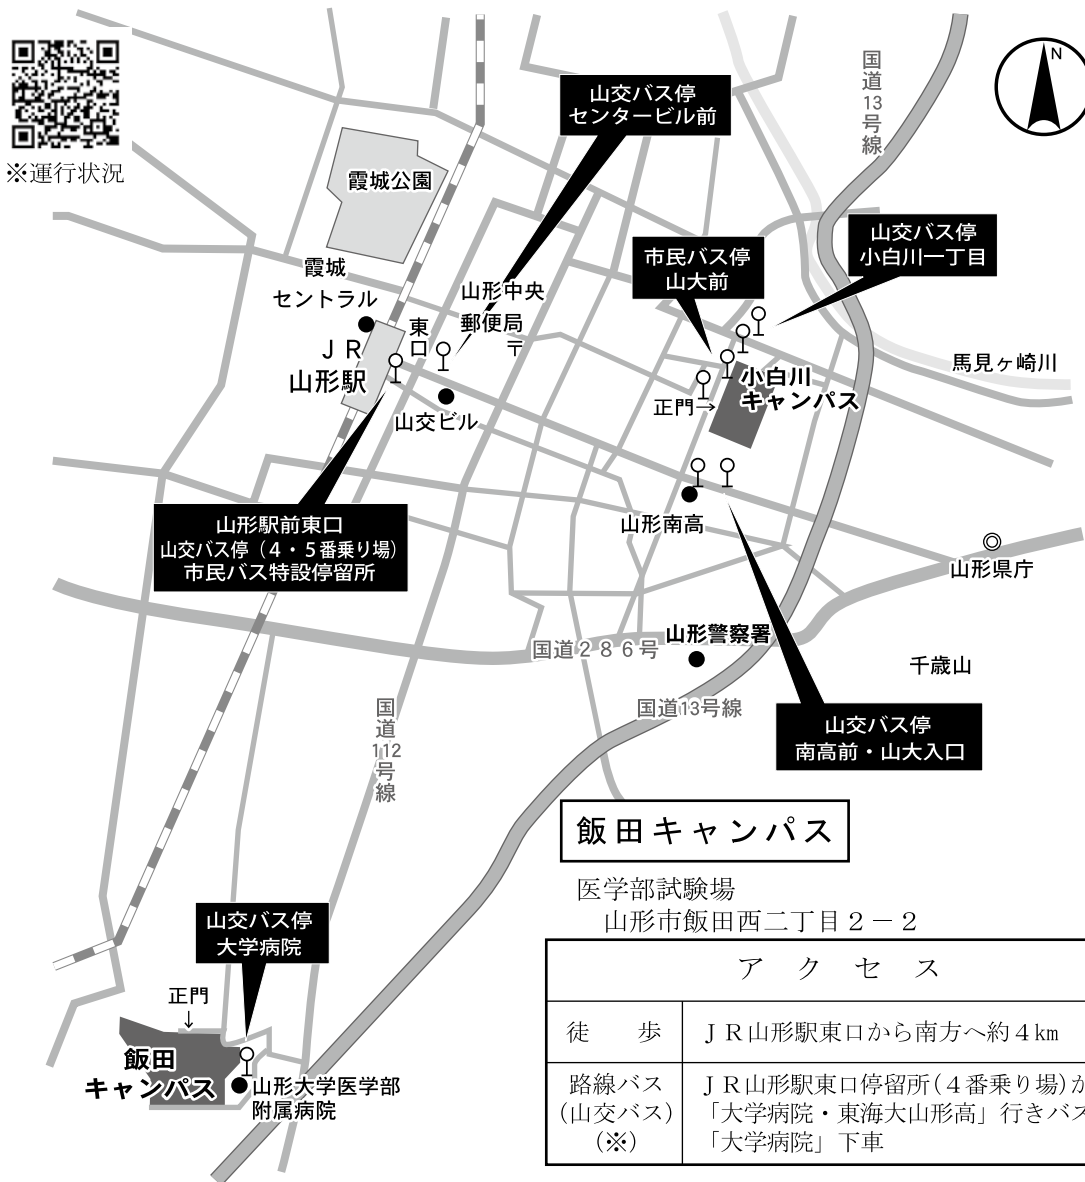 ※運行状況
国道13号線
N
山交バス停
センタービル前
霞城公園
山交バス停
小白川一丁目
市民バス停
山大前
霞城
セントラル
山形中央
郵便局
〒
東口
ＪＲ
山形駅
馬見ヶ崎川
小白川
キャンパス
正門→
山交ビル
山形南高
山形駅前東口
山交バス停（４・５番乗り場）
市民バス特設停留所
山形県庁
国道２８６号
山形警察署
千歳山
国道13号線
国道112号線
山交バス停
南高前・山大入口
飯田キャンパス
医学部試験場
山形市飯田西二丁目２－２
アクセス
徒　歩
ＪＲ山形駅東口から南方へ約４㎞
路線バス
(山交バス)
(※)
ＪＲ山形駅東口停留所(４番乗り場)か
「大学病院・東海大山形高」行きバス
「大学病院」下車
山交バス停
大学病院
正門
↓
飯田
キャンパス
山形大学医学部
附属病院